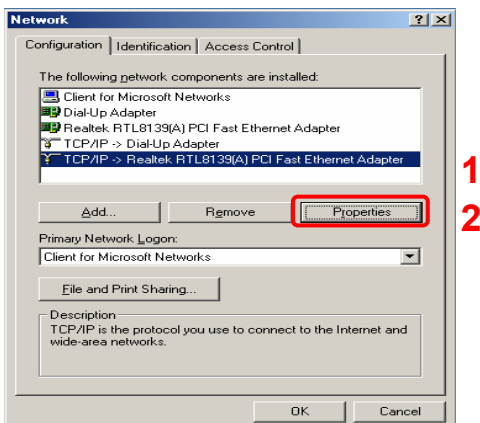 Network
Configuration Identification Access Control
The following network components are installed:
Client for Microsoft Networks
Dial-Up Adapter
Realtek RTL8139(A) PCI Fast Ethernet Adapter
TCP/IP -> Dial-Up Adapter
TCP/IP -> Realtek RTL8139(A) PCI Fast Ethernet Adapter
1
Add... Remove Properties
2
Primary Network Logon:
Client for Microsoft Networks
File and Print Sharing...
Description
TCP/IP is the protocol you use to connect to the Internet and
wide-area networks.
OK Cancel